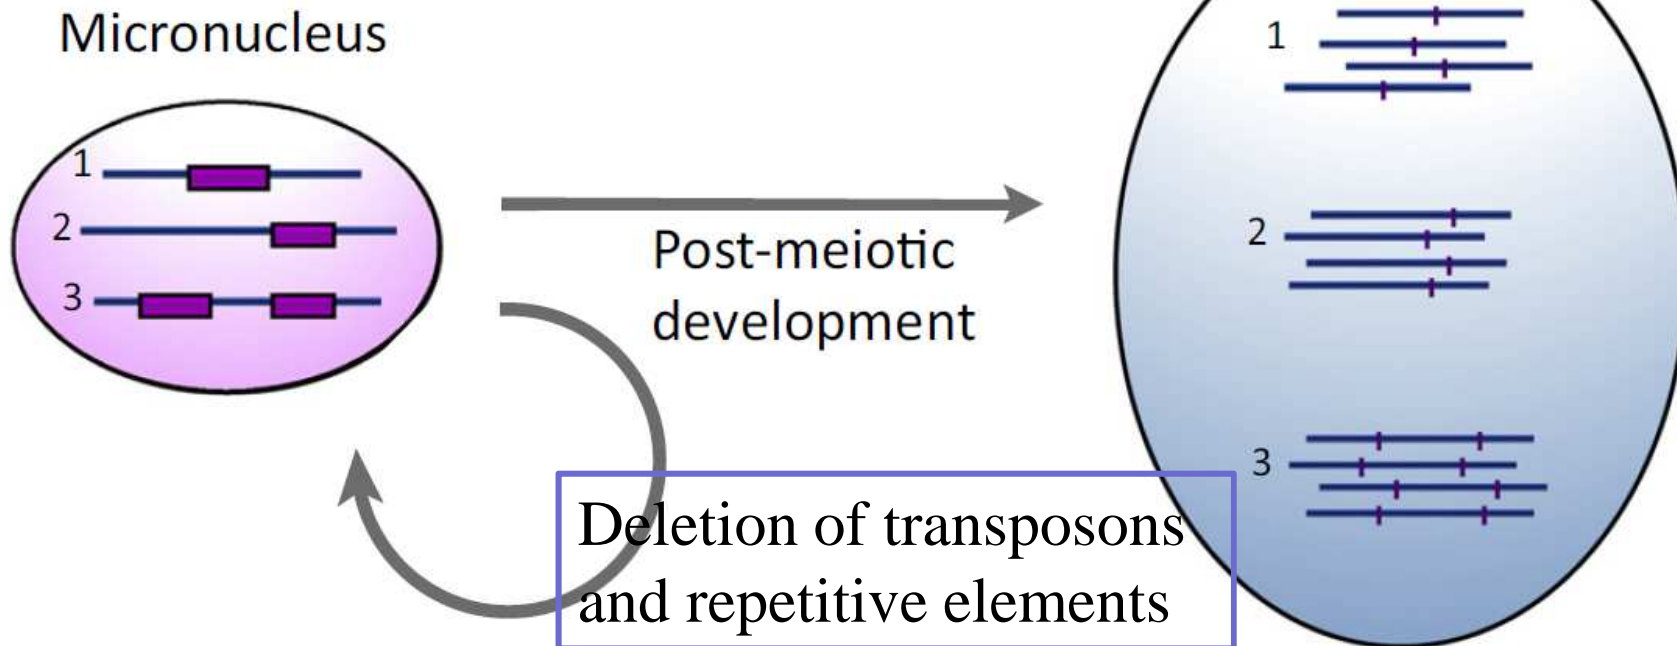 Micronucleus
1
2
3
Post-meiotic
development
Deletion of transposons
and repetitive elements
1
2
3